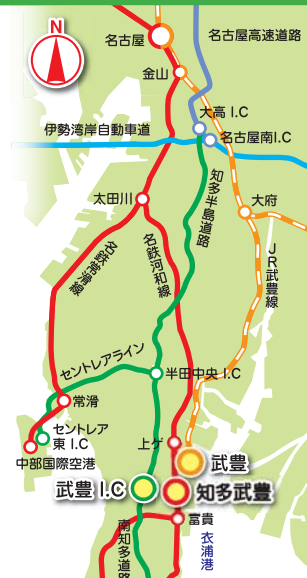 N
名古屋
名古屋高速道路
金山
大高 I.C
伊勢湾岸自動車道
名古屋南I.C
知多半島道路
太田川
大府
名鉄河和線
JR武豊線
名鉄常滑線
セントレアライン
半田中央 I.C
常滑
セントレア
東 I.C
上ゲ
中部国際空港
武豊
武豊 I.C
知多武豊
富貴
衣浦港
南知多道路